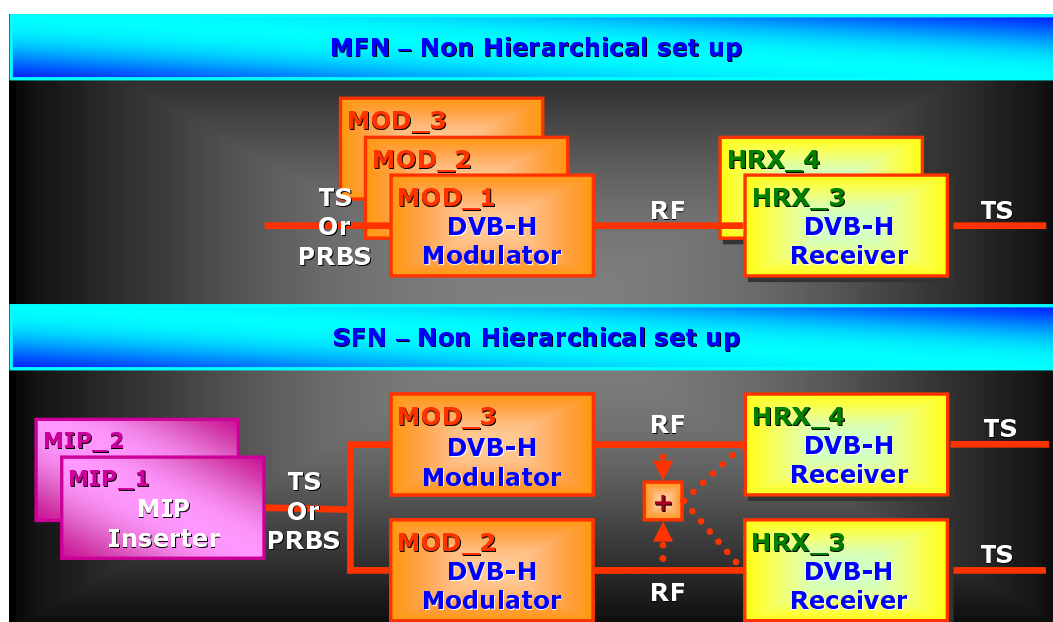 MFN – Non Hierarchical set up
MOD_3
MOD_2
MOD_1
DVB-H
Modulator
TS
Or
PRBS
RF
HRX_4
HRX_3
DVB-H
Receiver
TS
SFN – Non Hierarchical set up
MIP_2
MIP_1
MIP
Inserter
TS
Or
PRBS
MOD_3
DVB-H
Modulator
MOD_2
DVB-H
Modulator
RF
+
RF
HRX_4
DVB-H
Receiver
TS
HRX_3
DVB-H
Receiver
TS